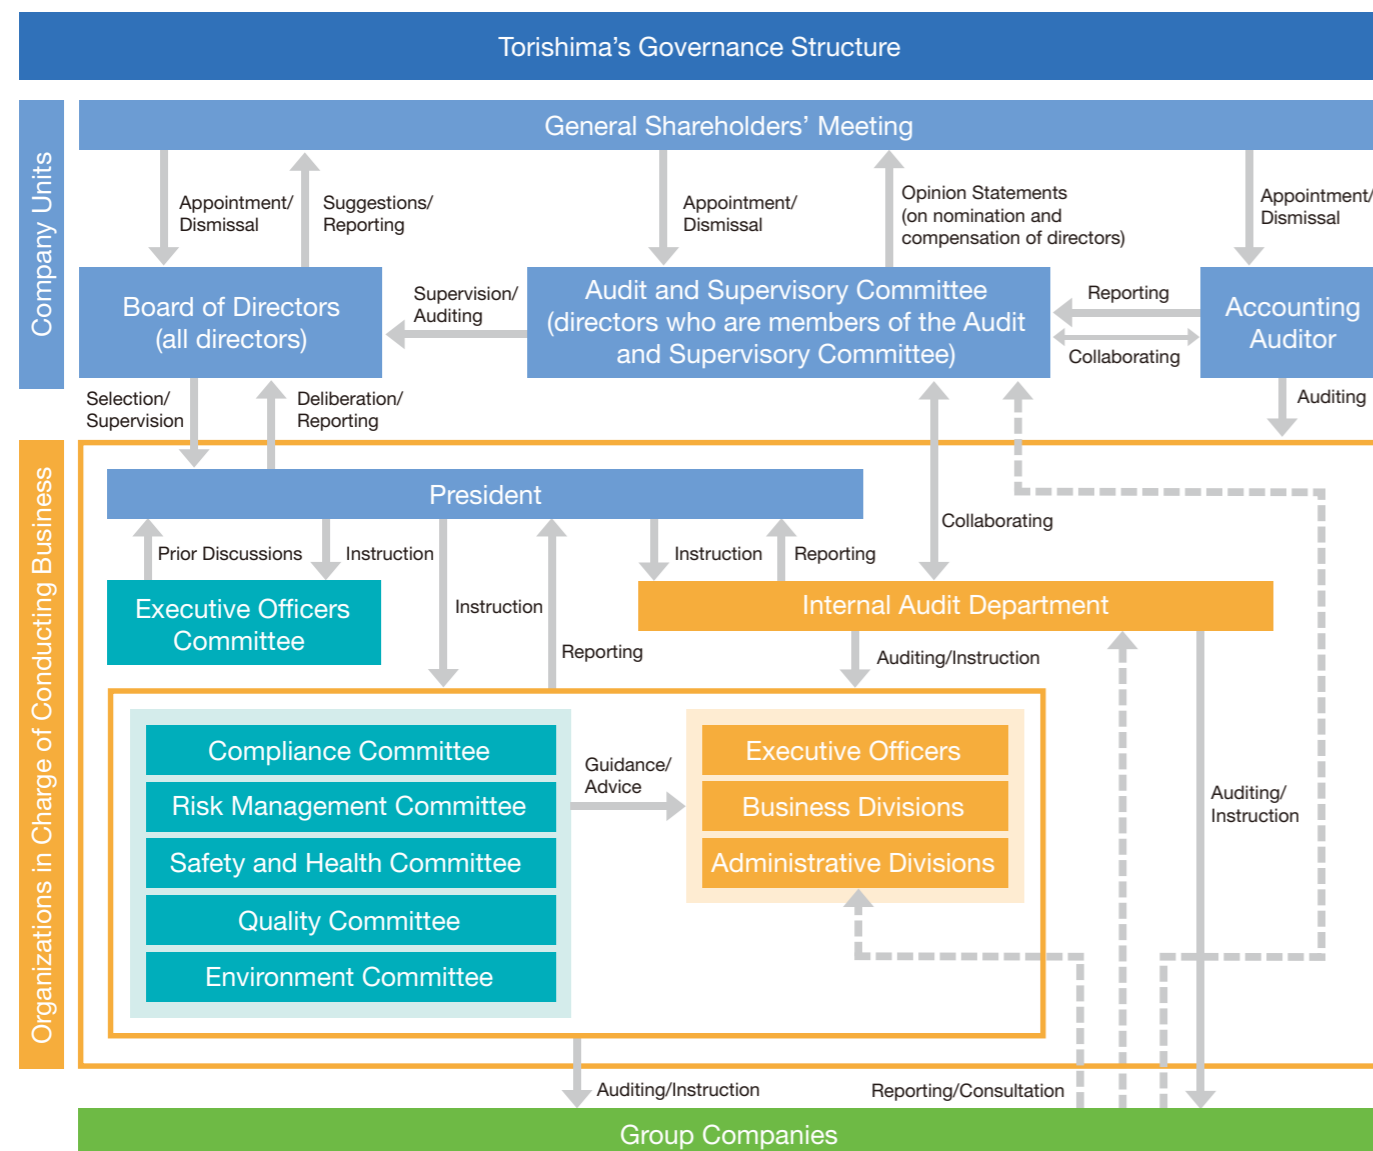 Torishima’s Governance Structure
Company Units
General Shareholders’ Meeting
Appointment/
Dismissal
Suggestions/
Reporting
Appointment/
Dismissal
Opinion Statements
(on nomination and
compensation of directors)
Appointment/
Dismissal
Board of Directors
(all directors)
Supervision/
Auditing
Audit and Supervisory Committee
(directors who are members of the Audit
and Supervisory Committee)
Reporting
Collaborating
Accounting
Auditor
Selection/
Supervision
Deliberation/
Reporting
Auditing
Organizations in Charge of Conducting Business
President
Collaborating
Prior Discussions
Instruction
Instruction
Reporting
Instruction
Reporting
Executive Officers
Committee
Internal Audit Department
Auditing/Instruction
Compliance Committee
Risk Management Committee
Safety and Health Committee
Quality Committee
Environment Committee
Guidance/
Advice
Executive Officers
Business Divisions
Administrative Divisions
Auditing/
Instruction
Auditing/Instruction
Reporting/Consultation
Group Companies